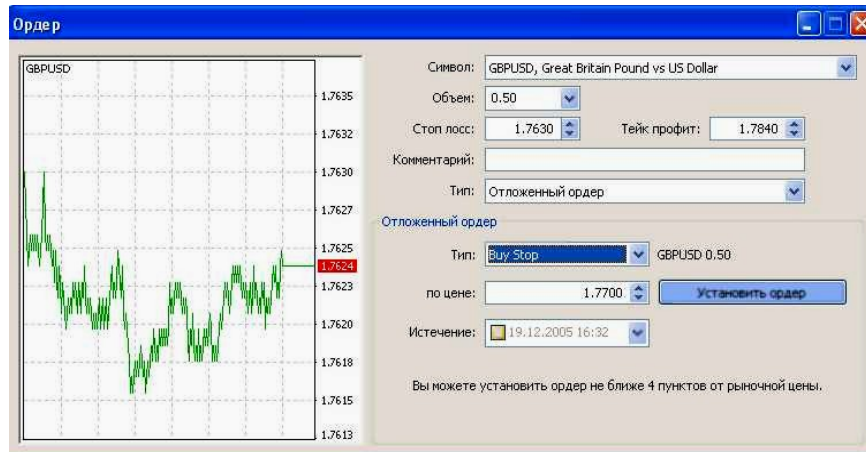 Ордер
GBPUSD
1.7635
1.7632
1.7630
1.7627
1.7625
1.7624
1.7623
1.7620
1.7618
1.7615
1.7613
Символ: GBPUSD, Great Britain Pound vs US Dollar
Объем: 0.50
Стоп лосс: 1.7630 Тейк профит: 1.7840
Комментарий:
Тип: Отложенный ордер
Отложенный ордер
Тип: Buy Stop GBPUSD 0.50
по цене: 1.7700 Установить ордер
Истечение: 19.12.2005 16:32
Вы можете установить ордер не ближе 4 пунктов от рыночной цены.